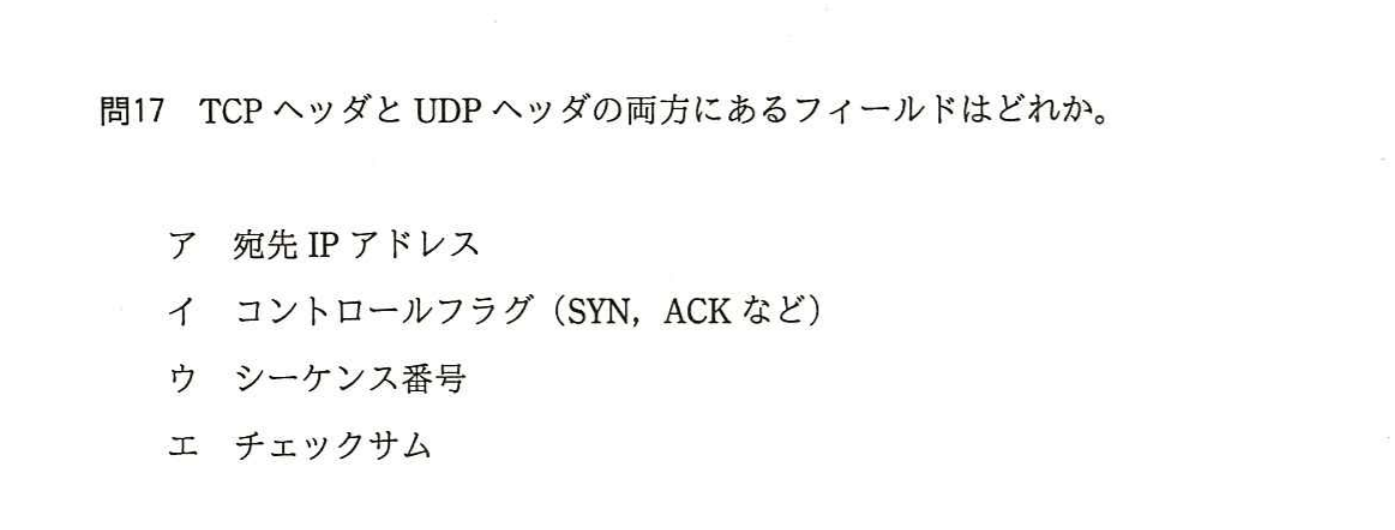 問17 TCP ヘッダと UDP ヘッダの両方にあるフィールドはどれか。
ア 宛先 IP アドレス
イ コントロールフラグ（SYN，ACK など）
ウ シーケンス番号
エ チェックサム